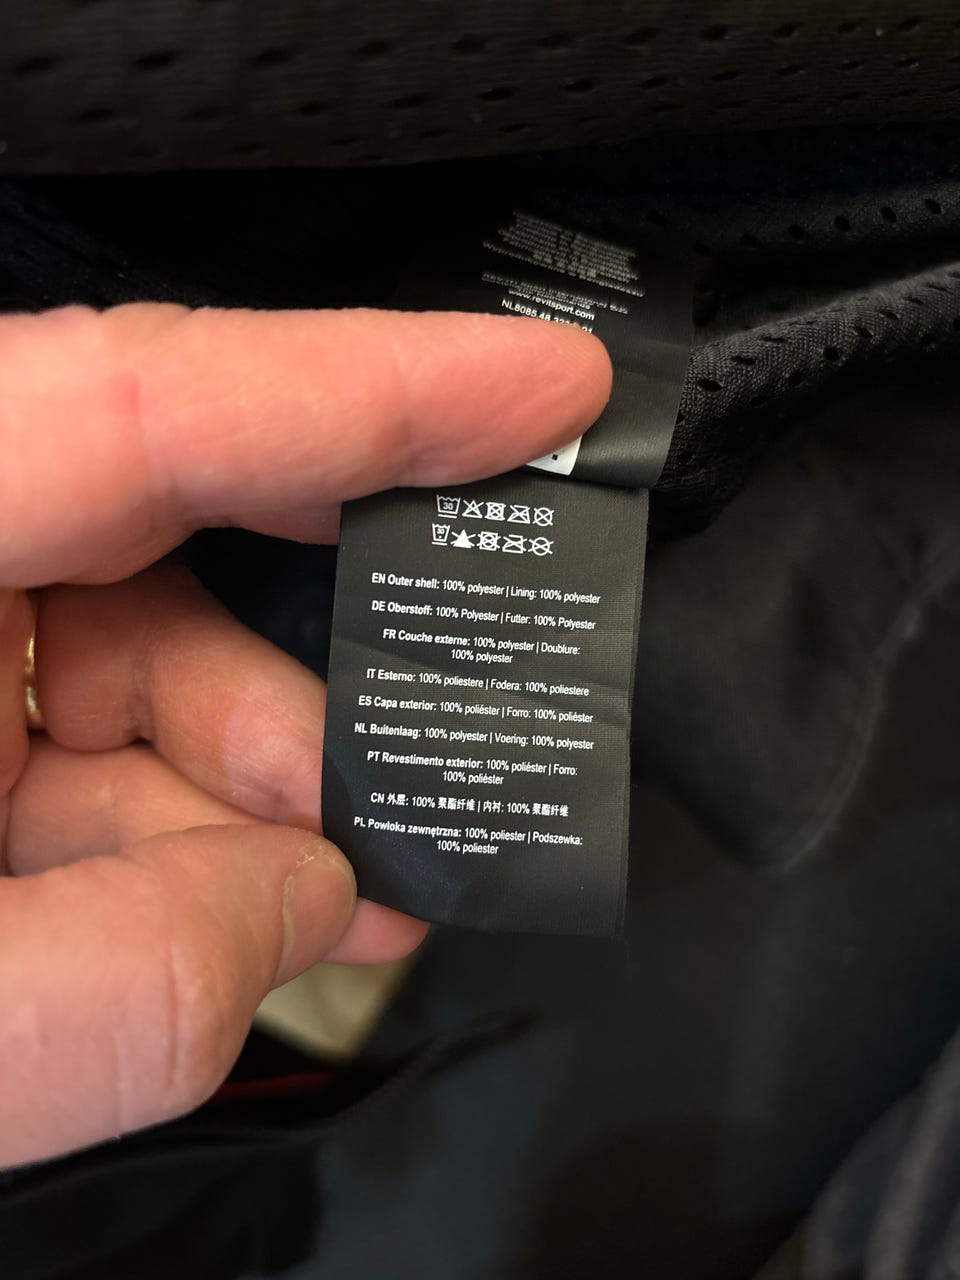 www.revitsport.com
NL8085 48
30
30
EN Outer shell: 100% polyester | Lining: 100% polyester
DE Oberstoff: 100% Polyester | Futter: 100% Polyester
FR Couche externe: 100% polyester | Doublure:
100% polyester
IT Esterno: 100% poliestere | Fodera: 100% poliestere
ES Capa exterior: 100% poliéster | Forro: 100% poliéster
NL Buitenlaag: 100% polyester | Voering: 100% polyester
PT Revestimento exterior: 100% poliéster | Forro:
100% poliéster
CN 外层: 100% 聚酯纤维 | 内衬: 100% 聚酯纤维
PL Powłoka zewnętrzna: 100% poliester | Podszewka:
100% poliester